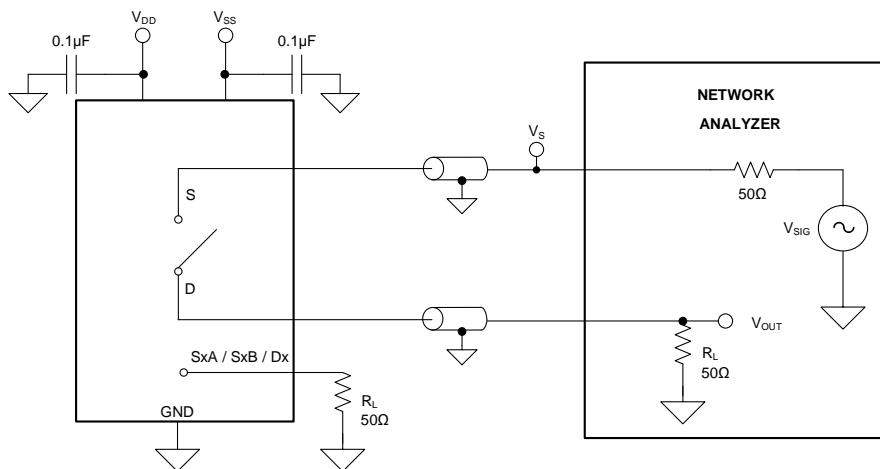 V_DD
V_SS
0.1µF
0.1µF
NETWORK
ANALYZER
V_S
S
50Ω
V_SIG
D
V_OUT
SxA / SxB / Dx
R_L
50Ω
R_L
50Ω
GND